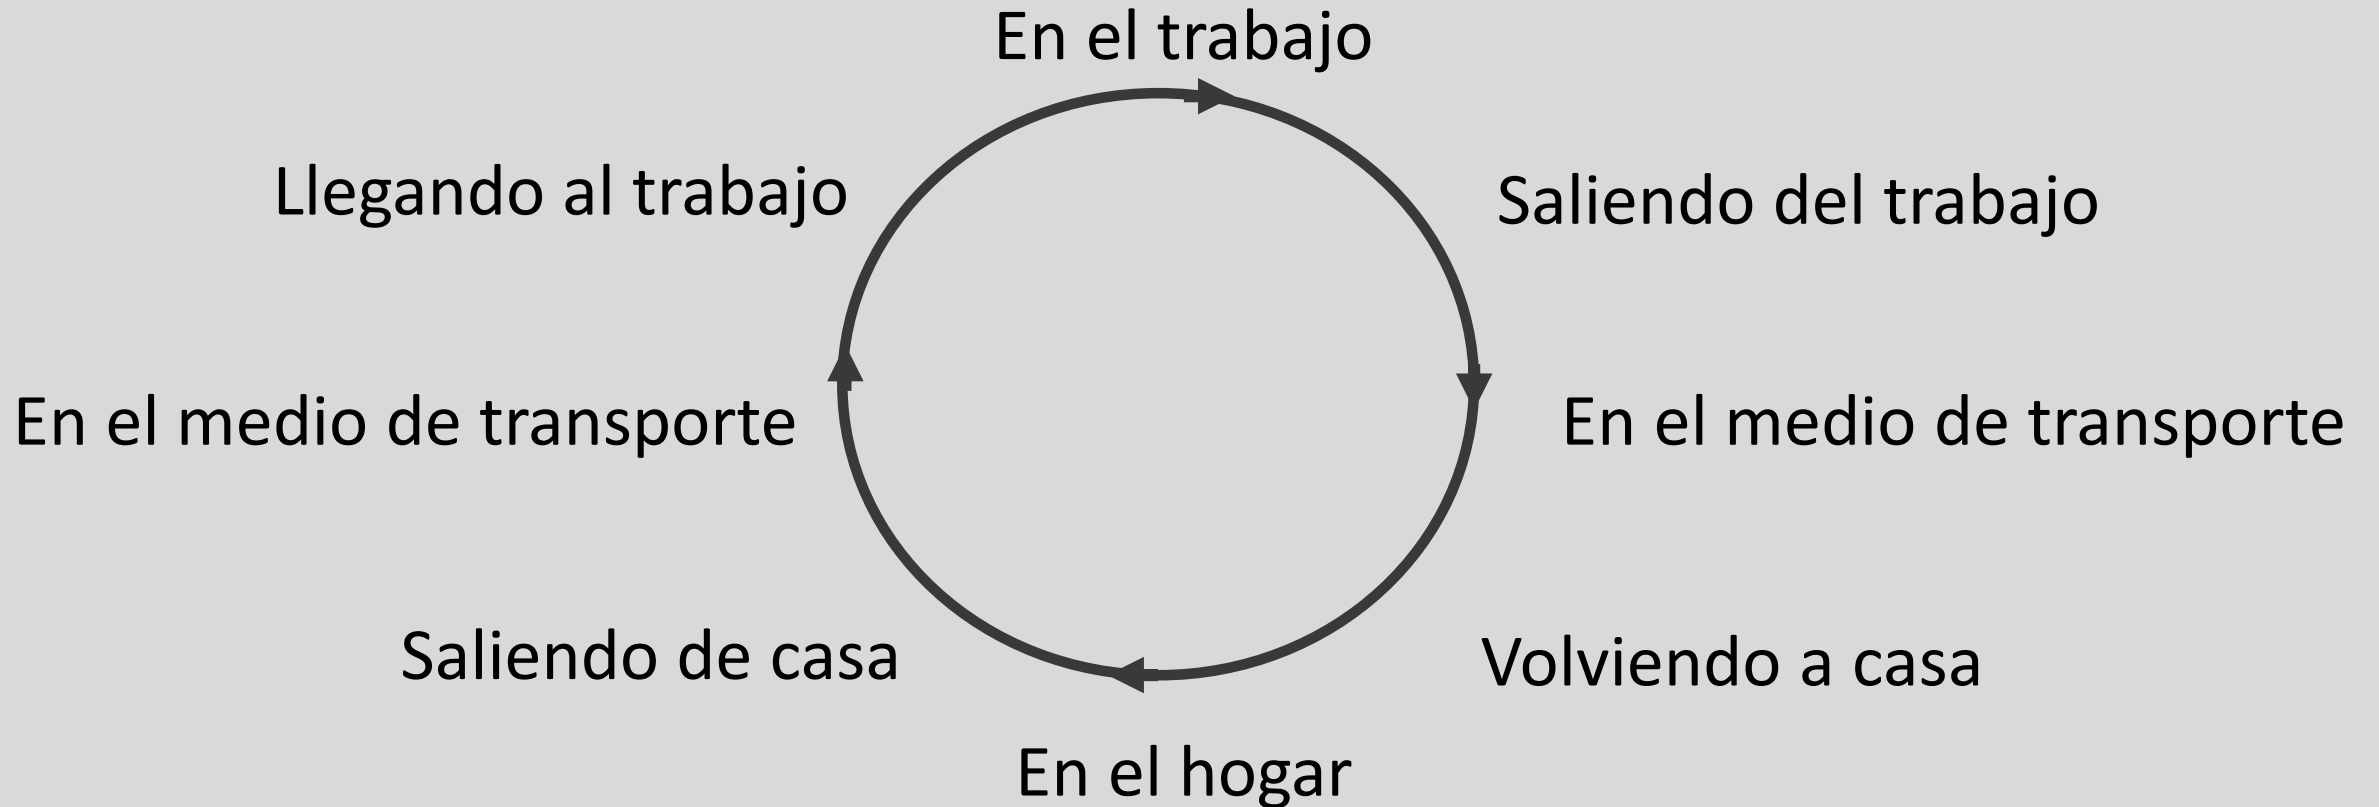 En el trabajo
Llegando al trabajo
Saliendo del trabajo
En el medio de transporte
En el medio de transporte
Saliendo de casa
Volviendo a casa
En el hogar